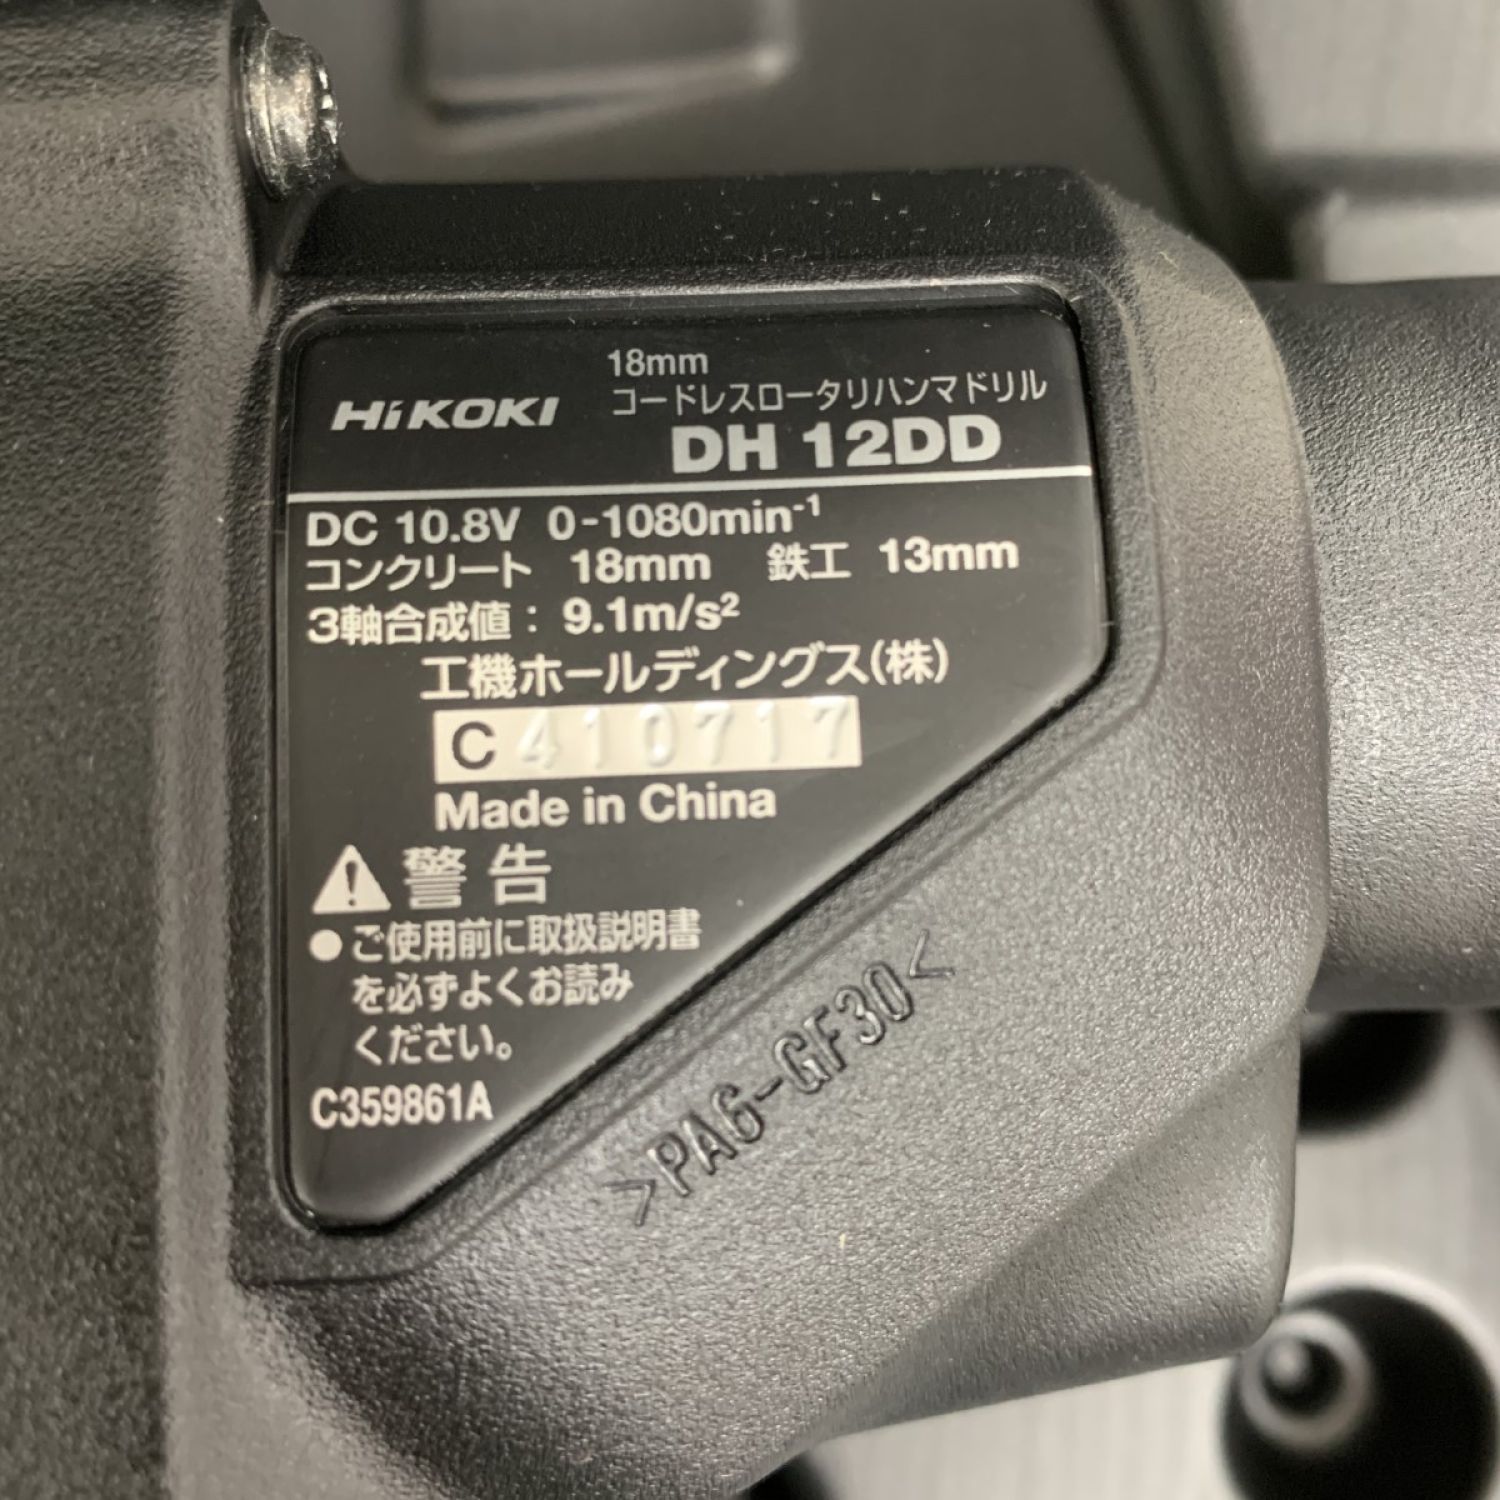 18mm
HiKOKI コードレスロータリハンマドリル
DH 12DD
DC 10.8V 0-1080min⁻¹
コンクリート 18mm 鉄工 13mm
3軸合成値：9.1m/s²
工機ホールディングス(株)
C 410717
Made in China
警告
●ご使用前に取扱説明書
を必ずよくお読み
ください。
C359861A
>PA6-GF30<